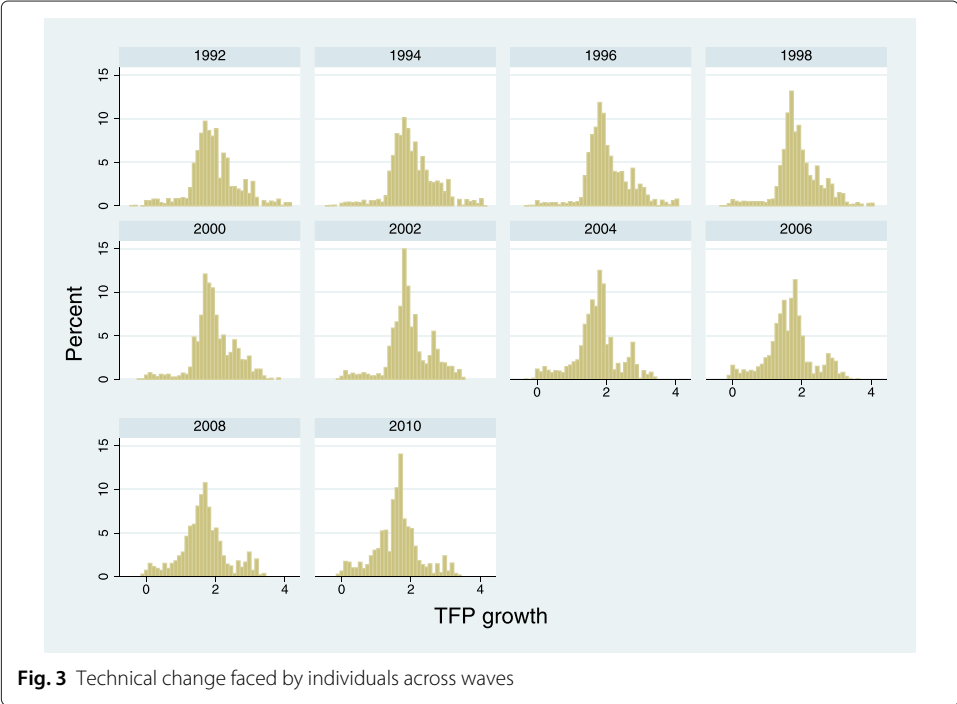 1992 1994 1996 1998
15
10
5
0
2000 2002 2004 2006
15
10
5
0
0 2 4 0 2 4
2008 2010
15
10
5
0
0 2 4 0 2 4
Percent
TFP growth
Fig. 3 Technical change faced by individuals across waves